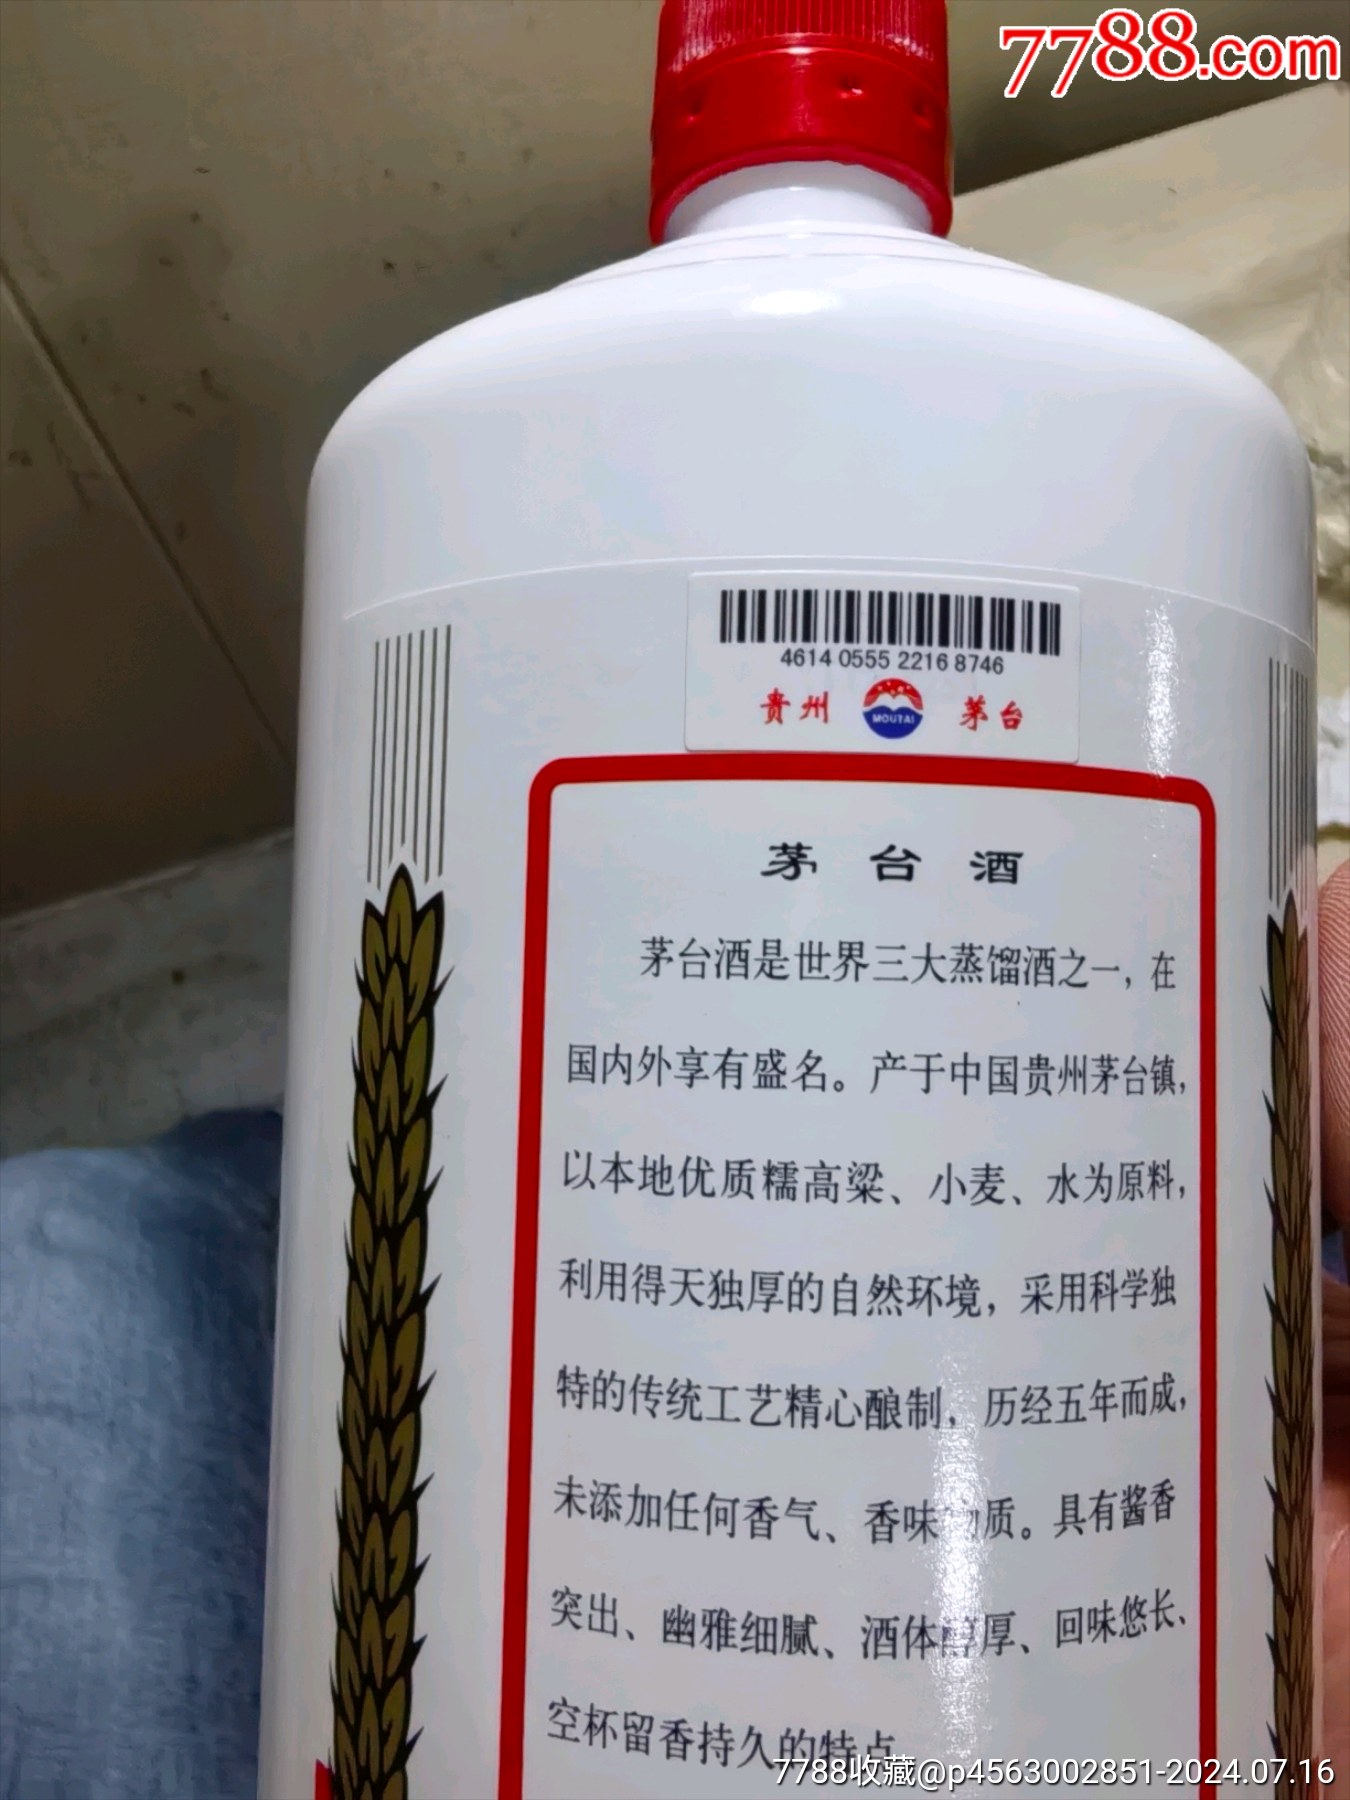 7788.com
4614 0555 2216 8746
贵州 MOUTAI 茅台
茅台酒
茅台酒是世界三大蒸馏酒之一，在
国内外享有盛名。产于中国贵州茅台镇，
以本地优质糯高粱、小麦、水为原料，
利用得天独厚的自然环境，采用科学独
特的传统工艺精心酿制，历经五年而成，
未添加任何香气、香味物质。具有酱香
突出、幽雅细腻、酒体醇厚、回味悠长、
空杯留香持久的特点
7788收藏@p4563002851-2024.07.16